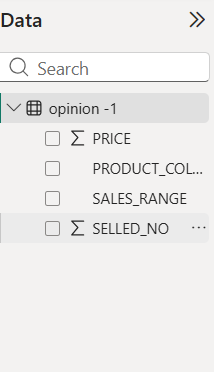 Data
Search
opinion -1
PRICE
PRODUCT_COL...
SALES_RANGE
SELLED_NO